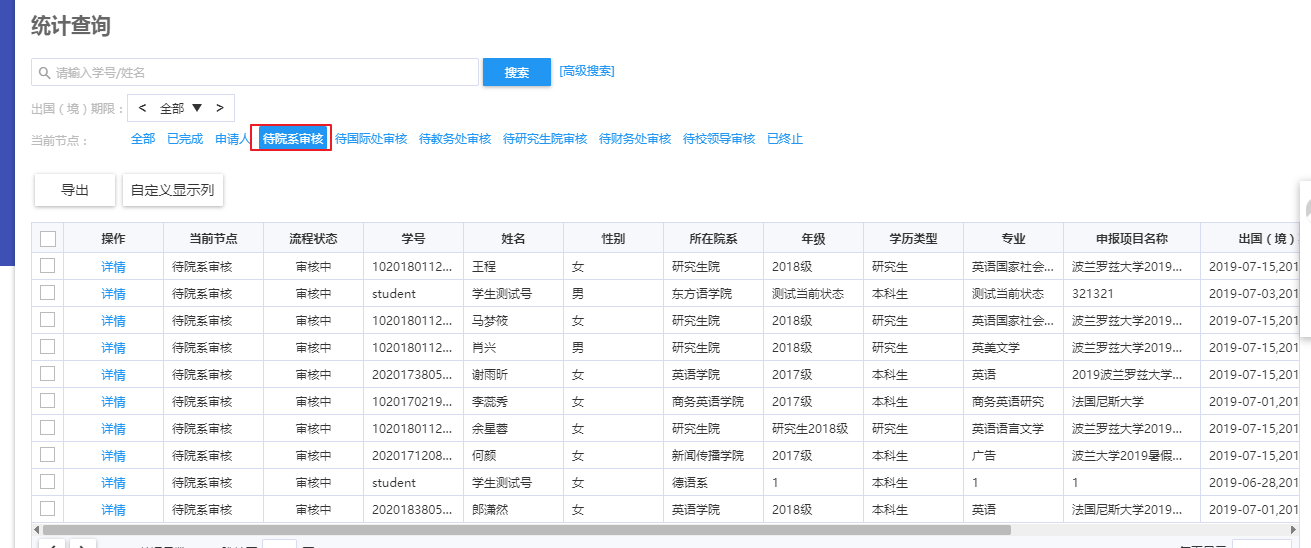 统计查询
请输入学号/姓名 搜索 [高级搜索]
出国（境）期限： < 全部 ▼ >
当前节点： 全部 已完成 申请人 待院系审核 待国际处审核 待教务处审核 待研究生院审核 待财务处审核 待校领导审核 已终止
导出 自定义显示列
操作 当前节点 流程状态 学号 姓名 性别 所在院系 年级 学历类型 专业 申报项目名称 出国（境）
详情 待院系审核 审核中 1020180112... 王程 女 研究生院 2018级 研究生 英语国家社会... 波兰罗兹大学2019... 2019-07-15,201
详情 待院系审核 审核中 student 学生测试号 男 东方语学院 测试当前状态 本科生 测试当前状态 321321 2019-07-03,201
详情 待院系审核 审核中 1020180112... 马梦筱 女 研究生院 2018级 研究生 英语国家社会... 波兰罗兹大学2019... 2019-07-15,201
详情 待院系审核 审核中 1020180112... 肖兴 男 研究生院 2018级 研究生 英美文学 波兰罗兹大学2019... 2019-07-15,201
详情 待院系审核 审核中 2020173805... 谢雨昕 女 英语学院 2017级 本科生 英语 2019波兰罗兹大学... 2019-07-15,201
详情 待院系审核 审核中 1020170219... 李蕊秀 女 商务英语学院 2017级 本科生 商务英语研究 法国尼斯大学 2019-07-01,201
详情 待院系审核 审核中 1020180112... 余星蓉 女 研究生院 研究生2018级 研究生 英语语言文学 波兰罗兹大学2019... 2019-07-15,201
详情 待院系审核 审核中 2020171208... 何颜 女 新闻传播学院 2017级 本科生 广告 波兰大学2019暑假... 2019-07-15,201
详情 待院系审核 审核中 student 学生测试号 女 德语系 1 本科生 1 1 2019-06-28,201
详情 待院系审核 审核中 2020183805... 郎潇然 女 英语学院 2018级 本科生 英语 波兰罗兹大学2019... 2019-07-01,201